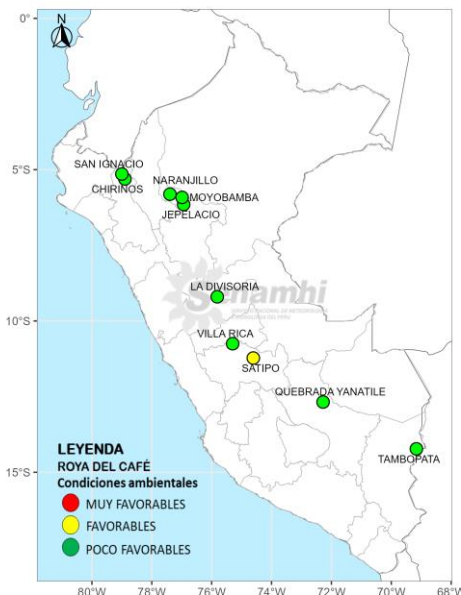 N
0°
SAN IGNACIO
CHIRINOS
NARANJILLO
MOYOBAMBA
JEPELACIO
5°S
LA DIVISORIA
Senamhi
10°S
VILLA RICA
SATIPO
QUEBRADA YANATILE
TAMBOPATA
15°S
LEYENDA
ROYA DEL CAFÉ
Condiciones ambientales
MUY FAVORABLES
FAVORABLES
POCO FAVORABLES
80°W 78°W 76°W 74°W 72°W 70°W 68°W